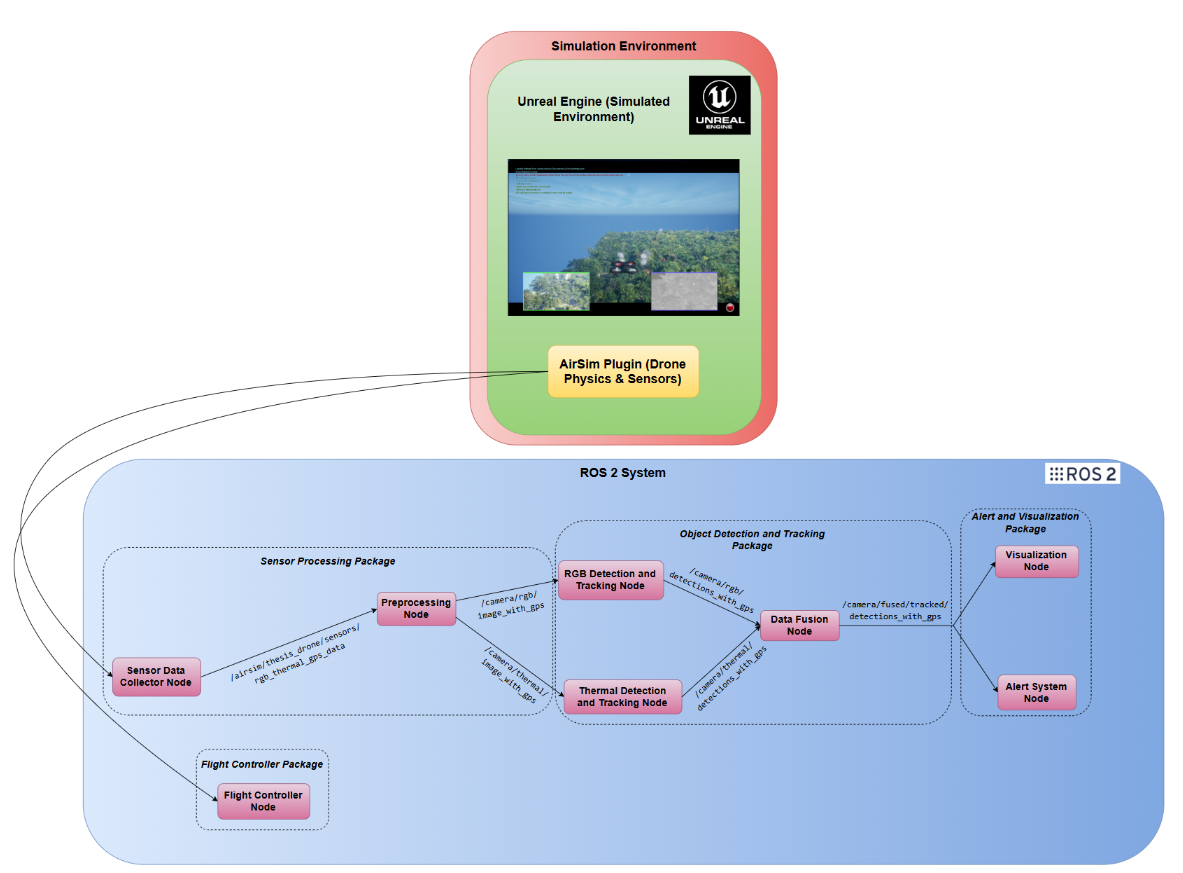 Simulation Environment
Unreal Engine (Simulated
Environment)
UNREAL
ENGINE
AirSim Plugin (Drone
Physics & Sensors)
ROS 2 System
ROS 2
Sensor Processing Package
Sensor Data
Collector Node
/airsim/thesis_drone/sensors/
rgb_thermal_gps_data
Preprocessing
Node
/camera/rgb/
image_with_gps
/camera/thermal/
image_with_gps
Object Detection and Tracking
Package
RGB Detection and
Tracking Node
Thermal Detection
and Tracking Node
/camera/rgb/
detections_with_gps
/camera/thermal/
detections_with_gps
Data Fusion
Node
/camera/fused/tracked/
detections_with_gps
Alert and Visualization
Package
Visualization
Node
Alert System
Node
Flight Controller Package
Flight Controller
Node